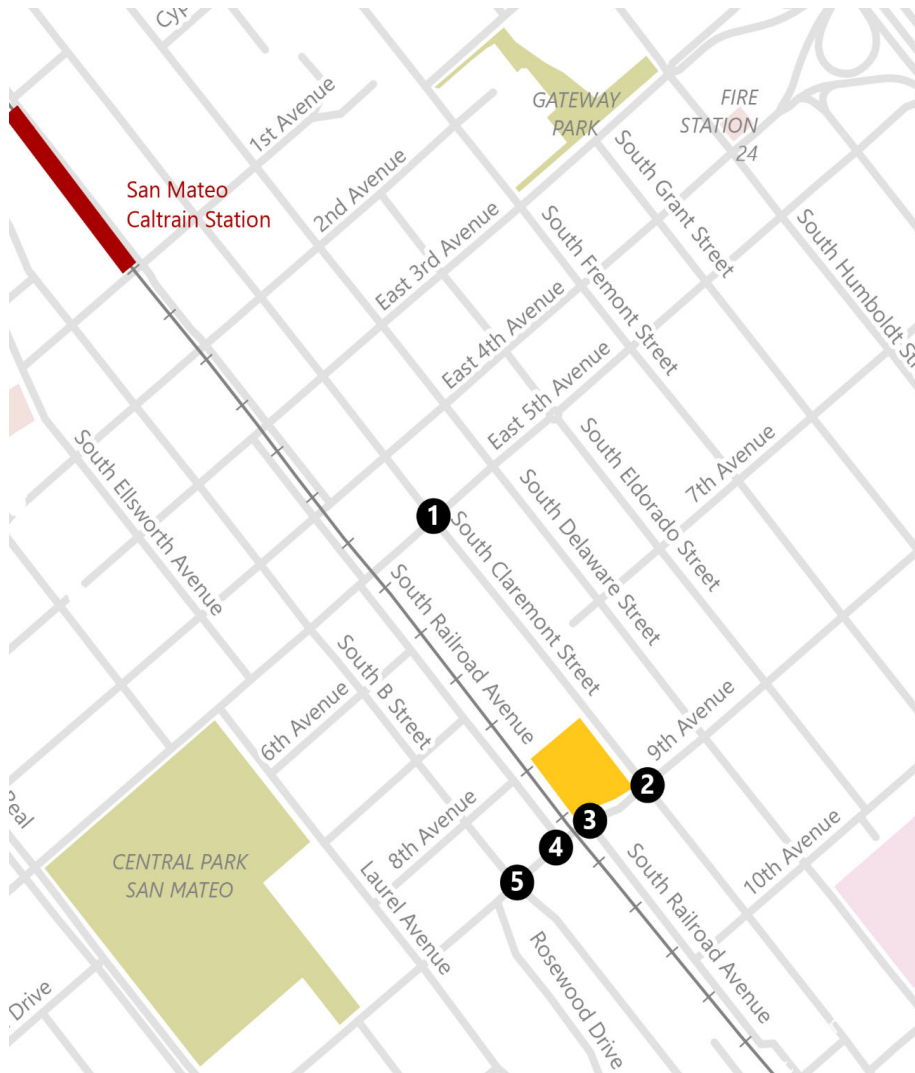 Cyp
1st Avenue
GATEWAY
PARK
FIRE
STATION
24
San Mateo
Caltrain Station
2nd Avenue
South Grant Street
East 3rd Avenue
South Fremont Street
South Humboldt Str
East 4th Avenue
East 5th Avenue
South Ellsworth Avenue
South Eldorado Street
7th Avenue
1
South Delaware Street
South Claremont Street
South Railroad Avenue
South B Street
6th Avenue
9th Avenue
2
3
4
5
8th Avenue
Real
CENTRAL PARK
SAN MATEO
Laurel Avenue
10th Avenue
South Railroad Avenue
Rosewood Drive
Drive